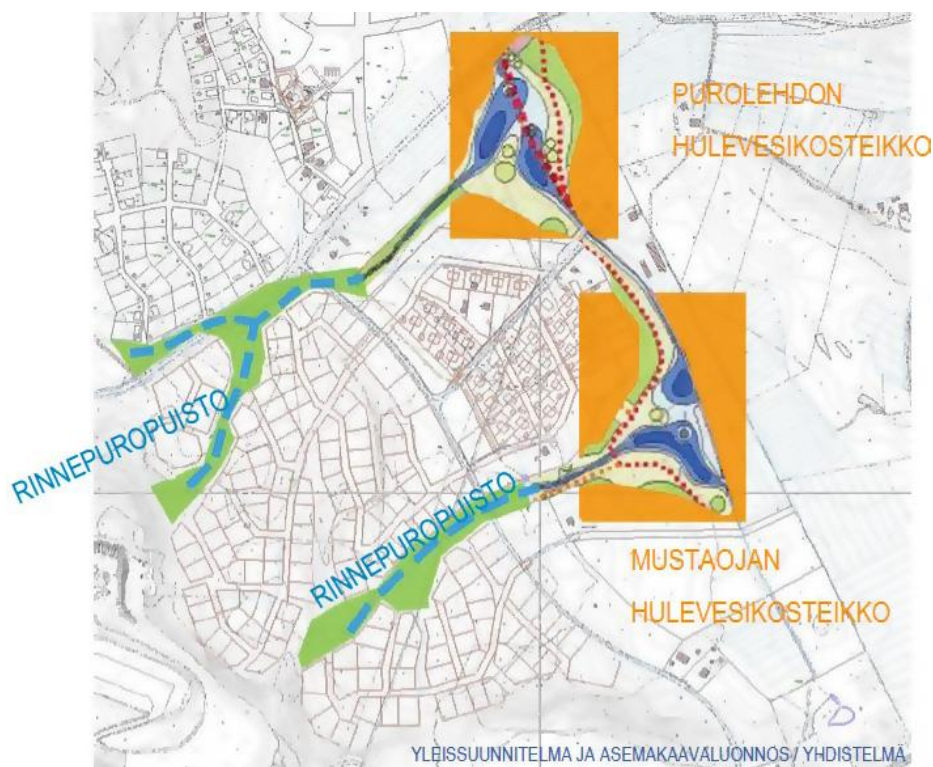 PUROLEHDON
HULEVESIKOSTEIKKO
RINNEPUROPUISTO
RINNEPUROPUISTO
MUSTAOJAN
HULEVESIKOSTEIKKO
YLEISSUUNNITELMA JA ASEMAKAAVALUONNOS / YHDISTELMÄ